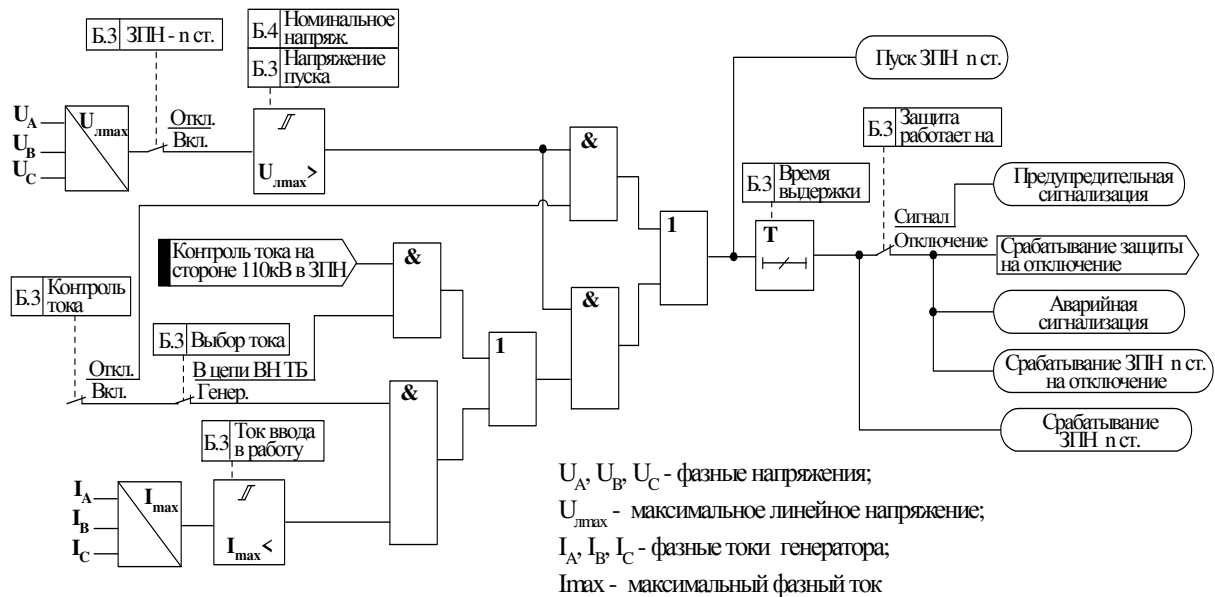 Б.3 ЗПН - n ст.
Б.4 Номинальное
напряж.
Б.3 Напряжение
пуска
Пуск ЗПН n ст.
U_A
U_B
U_C
U_лmax
Откл.
Вкл.
U_лmax>
&
Б.3 Защита
работает на
Б.3 Время
выдержки
Предупредительная
сигнализация
Сигнал
1
T
Отключение
Срабатывание защиты
на отключение
Контроль тока на
стороне 110кВ в ЗПН
&
Б.3 Контроль
тока
&
Аварийная
сигнализация
Б.3 Выбор тока
1
Откл.
В цепи ВН ТБ
Срабатывание ЗПН n ст.
на отключение
Вкл.
Генер.
&
Б.3 Ток ввода
в работу
Срабатывание
ЗПН n ст.
I_A
I_B
I_C
I_max
I_max<
U_A, U_B, U_C - фазные напряжения;
U_лmax - максимальное линейное напряжение;
I_A, I_B, I_C - фазные токи генератора;
Imax - максимальный фазный ток